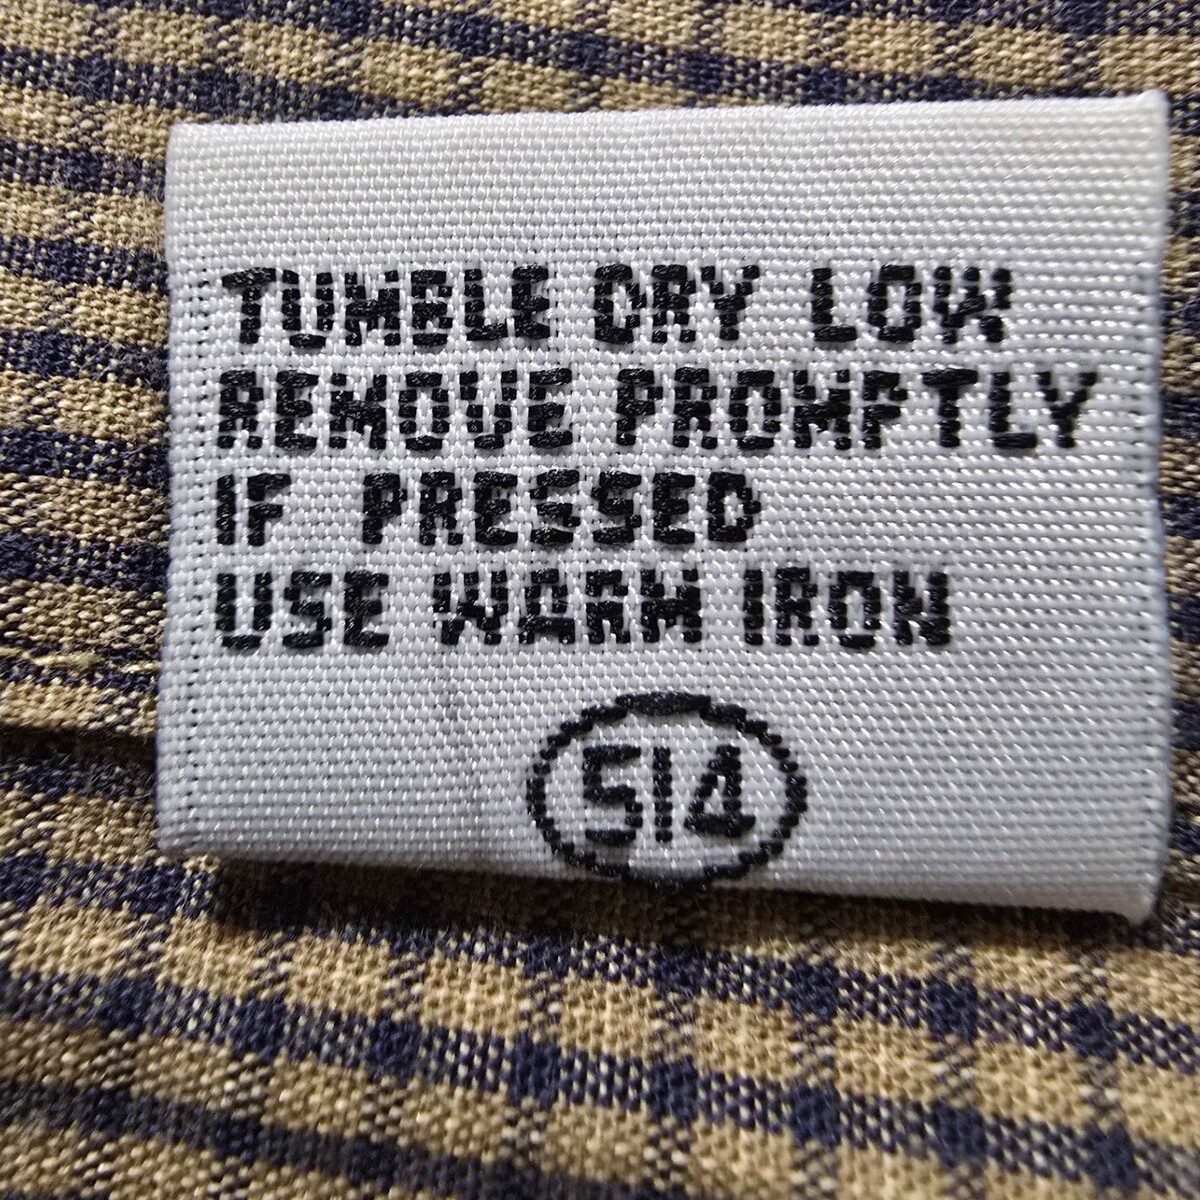 TUMBLE DRY LOW
REMOVE PROMPTLY
IF PRESSED
USE WARM IRON
514